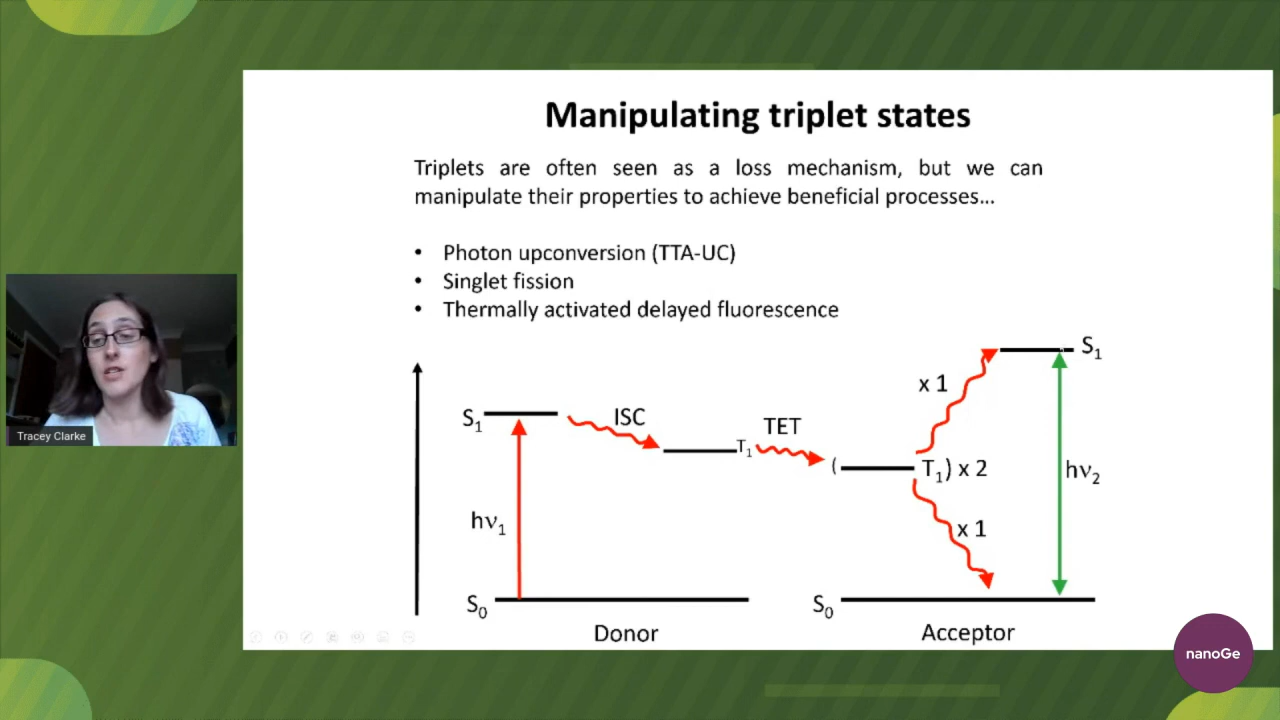 Manipulating triplet states
Triplets are often seen as a loss mechanism, but we can
manipulate their properties to achieve beneficial processes...
• Photon upconversion (TTA-UC)
• Singlet fission
• Thermally activated delayed fluorescence
S₁
x 1
S₁
ISC
TET
T₁
( T₁) x 2
hν₂
hν₁
x 1
S₀
S₀
Donor
Acceptor
Tracey Clarke
nanoGe